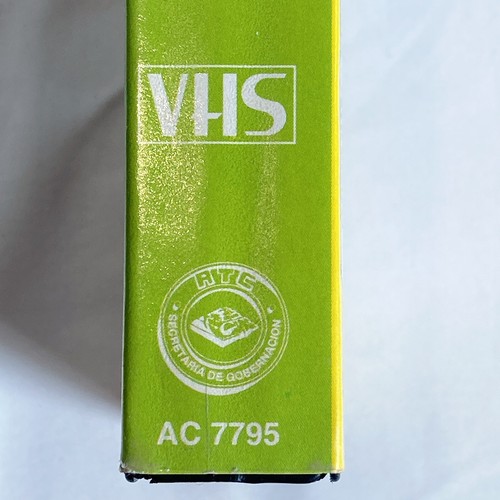 VHS
RTC
SECRETARIA DE GOBERNACION
AC 7795